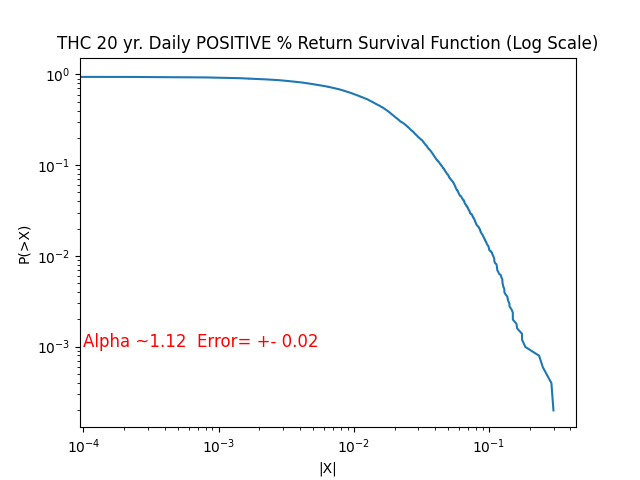 THC 20 yr. Daily POSITIVE % Return Survival Function (Log Scale)
P(>X)
10^0
10^-1
10^-2
10^-3
Alpha ~1.12  Error= +- 0.02
10^-4 10^-3 10^-2 10^-1
|X|